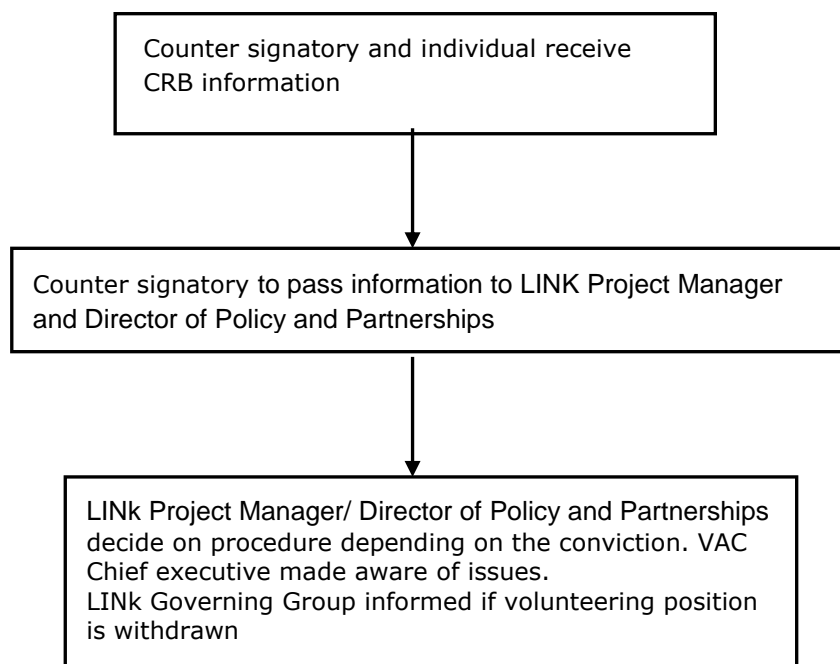 Counter signatory and individual receive
CRB information
Counter signatory to pass information to LINK Project Manager
and Director of Policy and Partnerships
LINk Project Manager/ Director of Policy and Partnerships
decide on procedure depending on the conviction. VAC
Chief executive made aware of issues.
LINk Governing Group informed if volunteering position
is withdrawn